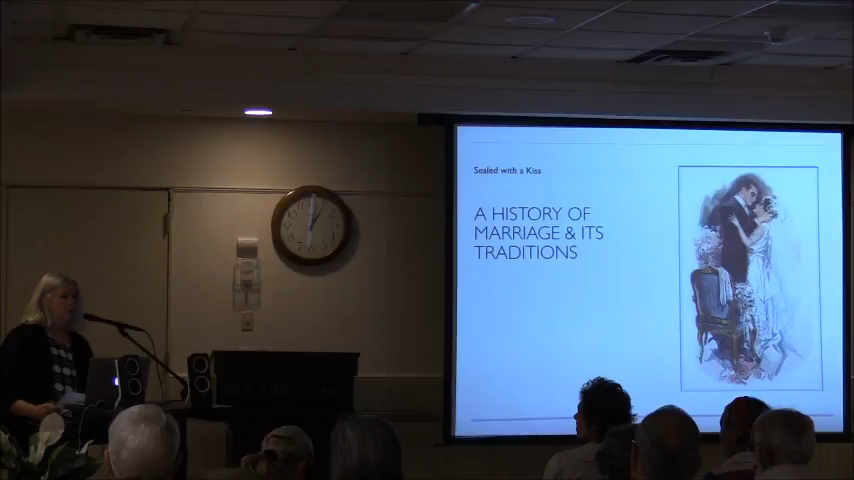 Sealed with a Kiss
A HISTORY OF
MARRIAGE & ITS
TRADITIONS